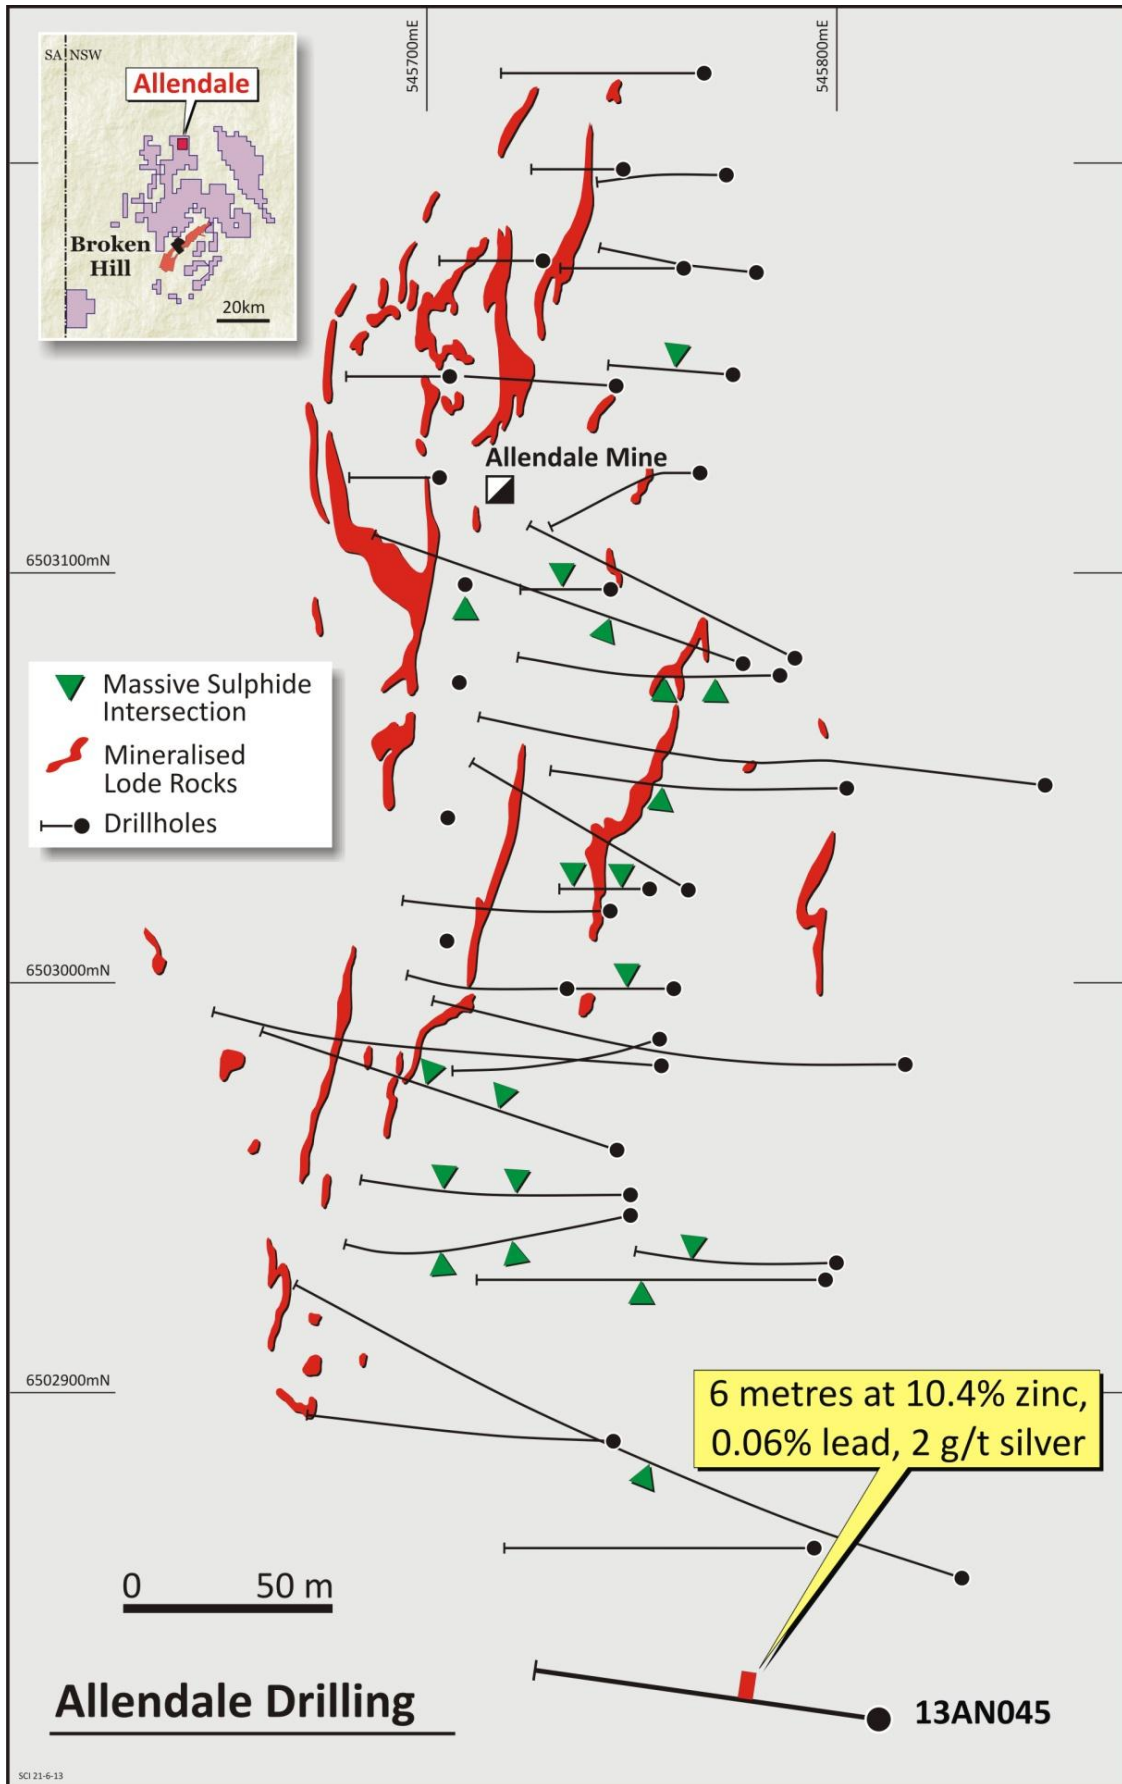 545700mE
545800mE
SA NSW
Allendale
Broken
Hill
20km
Allendale Mine
6503100mN
Massive Sulphide
Intersection
Mineralised
Lode Rocks
Drillholes
6503000mN
6502900mN
6 metres at 10.4% zinc,
0.06% lead, 2 g/t silver
0 50 m
Allendale Drilling
13AN045
SCI 21-6-13